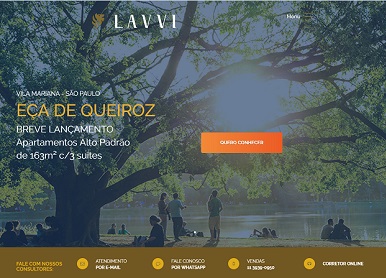 LAVVI
Menu
VILA MARIANA - SÃO PAULO
EÇA DE QUEIROZ
BREVE LANÇAMENTO
Apartamentos Alto Padrão
de 163m² c/3 suítes
QUERO CONHECER
FALE COM NOSSOS
CONSULTORES
ATENDIMENTO
POR E-MAIL
FALE CONOSCO
POR WHATSAPP
VENDAS
11 3939-0950
CORRETOR ONLINE